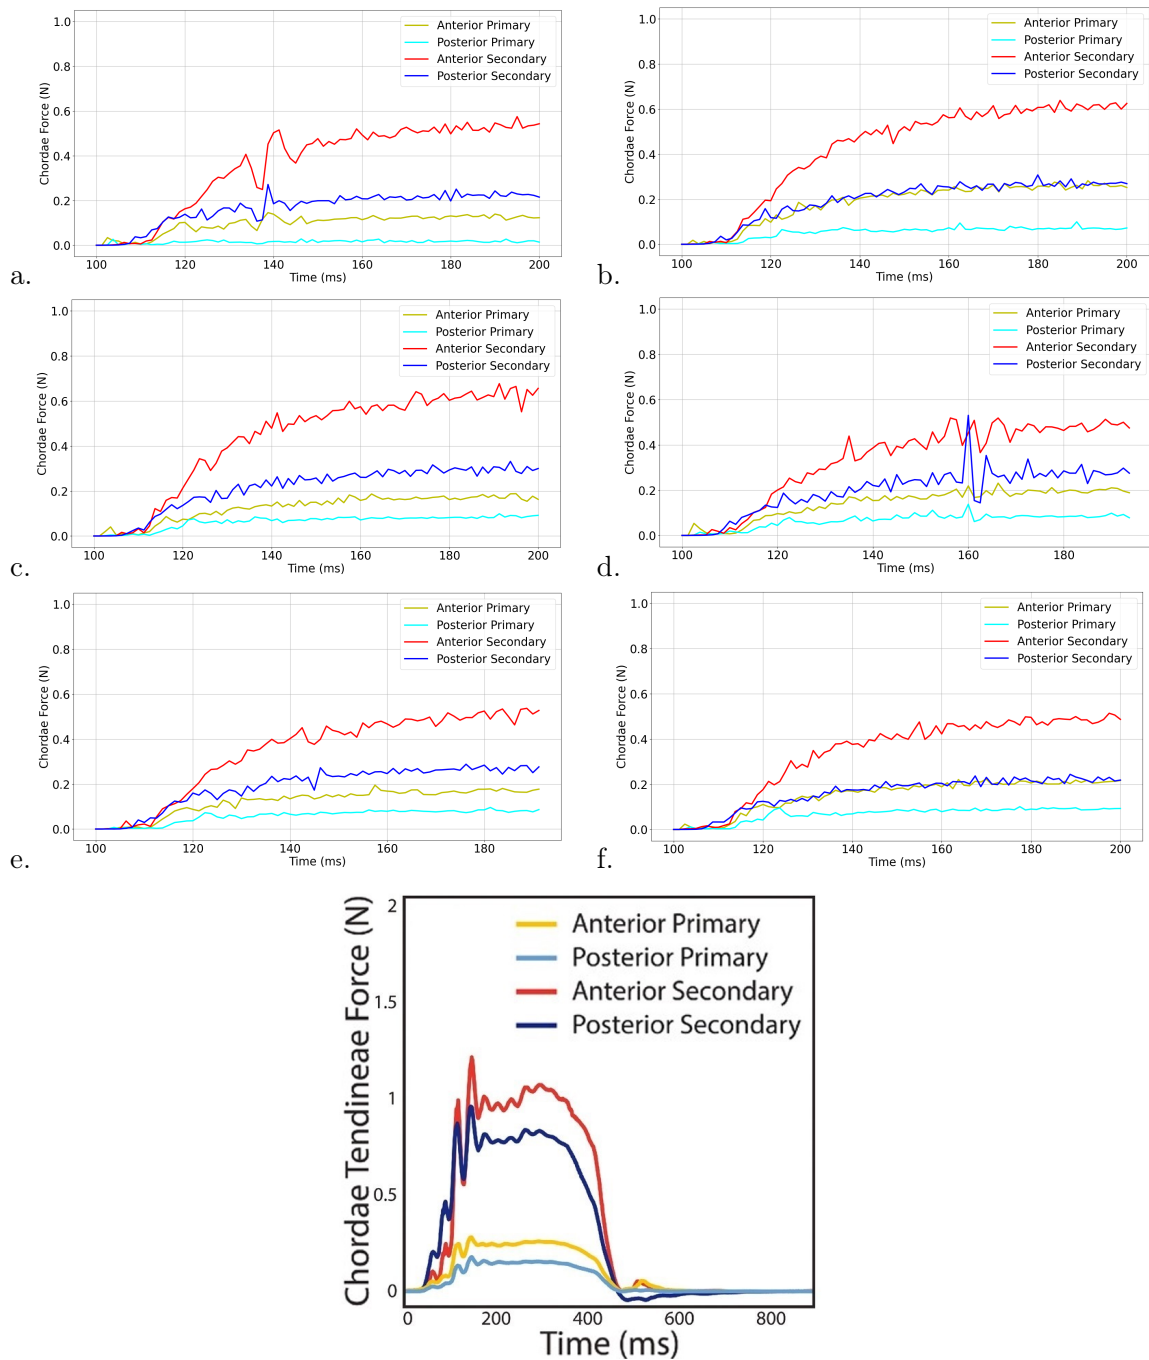 1.0
0.8
0.6
0.4
0.2
0.0
Chordae Force (N)
Anterior Primary
Posterior Primary
Anterior Secondary
Posterior Secondary
100 120 140 160 180 200
Time (ms)
a.
1.0
0.8
0.6
0.4
0.2
0.0
Chordae Force (N)
Anterior Primary
Posterior Primary
Anterior Secondary
Posterior Secondary
100 120 140 160 180 200
Time (ms)
b.
1.0
0.8
0.6
0.4
0.2
0.0
Chordae Force (N)
Anterior Primary
Posterior Primary
Anterior Secondary
Posterior Secondary
100 120 140 160 180 200
Time (ms)
c.
1.0
0.8
0.6
0.4
0.2
0.0
Chordae Force (N)
Anterior Primary
Posterior Primary
Anterior Secondary
Posterior Secondary
100 120 140 160 180
Time (ms)
d.
1.0
0.8
0.6
0.4
0.2
0.0
Chordae Force (N)
Anterior Primary
Posterior Primary
Anterior Secondary
Posterior Secondary
100 120 140 160 180
Time (ms)
e.
1.0
0.8
0.6
0.4
0.2
0.0
Chordae Force (N)
Anterior Primary
Posterior Primary
Anterior Secondary
Posterior Secondary
100 120 140 160 180 200
Time (ms)
f.
2
1.5
1
0.5
0
Chordae Tendineae Force (N)
Anterior Primary
Posterior Primary
Anterior Secondary
Posterior Secondary
0 200 400 600 800
Time (ms)